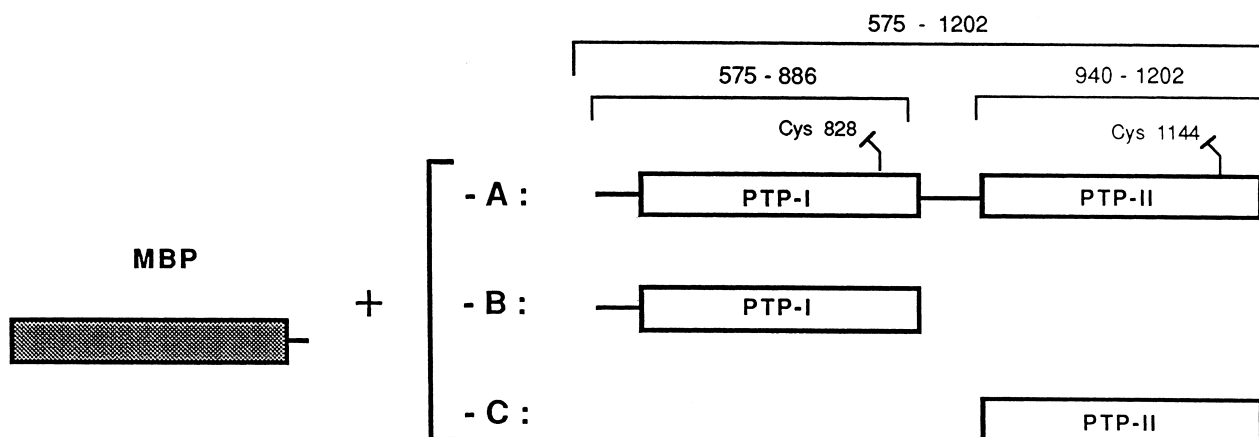 575 - 1202
575 - 886 940 - 1202
Cys 828 Cys 1144
- A : PTP-I PTP-II
MBP
+ - B : PTP-I
- C : PTP-II